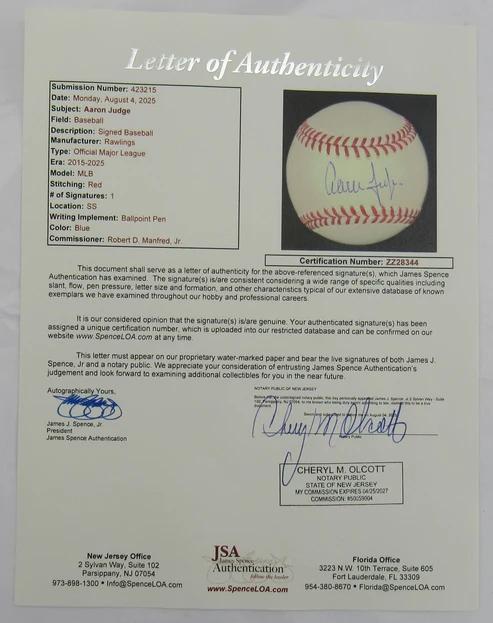 Letter of Authenticity
Submission Number: 423215
Date: Monday, August 4, 2025
Subject: Aaron Judge
Field: Baseball
Description: Signed Baseball
Manufacturer: Rawlings
Type: Official Major League
Era: 2015-2025
Model: MLB
Stitching: Red
# of Signatures: 1
Location: SS
Writing Implement: Ballpoint Pen
Color: Blue
Commissioner: Robert D. Manfred, Jr.
Certification Number: ZZ28344
This document shall serve as a letter of authenticity for the above-referenced signature(s), which James Spence
Authentication has examined. The signature(s) is/are consistent considering a wide range of specific qualities including
slant, flow, pen pressure, letter size and formation, and other characteristics typical of our extensive database of known
exemplars we have examined throughout our hobby and professional careers.
It is our considered opinion that the signature(s) is/are genuine. Your authenticated signature(s) has been
assigned a unique certification number, which is uploaded into our restricted database and can be confirmed on our
website www.SpenceLOA.com at any time.
This letter must appear on our proprietary water-marked paper and bear the live signatures of both James J.
Spence, Jr and a notary public. We appreciate your consideration of entrusting James Spence Authentication's
judgement and look forward to examining additional collectibles for you in the near future.
Autographically Yours,
James J. Spence, Jr.
President
James Spence Authentication
NOTARY PUBLIC OF NEW JERSEY
Cheryl M Olcott
Notary Public
CHERYL M. OLCOTT
NOTARY PUBLIC
STATE OF NEW JERSEY
MY COMMISSION EXPIRES 04/25/2027
COMMISSION: #50059904
New Jersey Office
2 Sylvan Way, Suite 102
Parsippany, NJ 07054
973-898-1300 • Info@SpenceLOA.com
JSA
James Spence
Authentication
follow the leader
www.SpenceLOA.com
Florida Office
3223 N.W. 10th Terrace, Suite 605
Fort Lauderdale, FL 33309
954-380-8670 • Florida@SpenceLOA.com